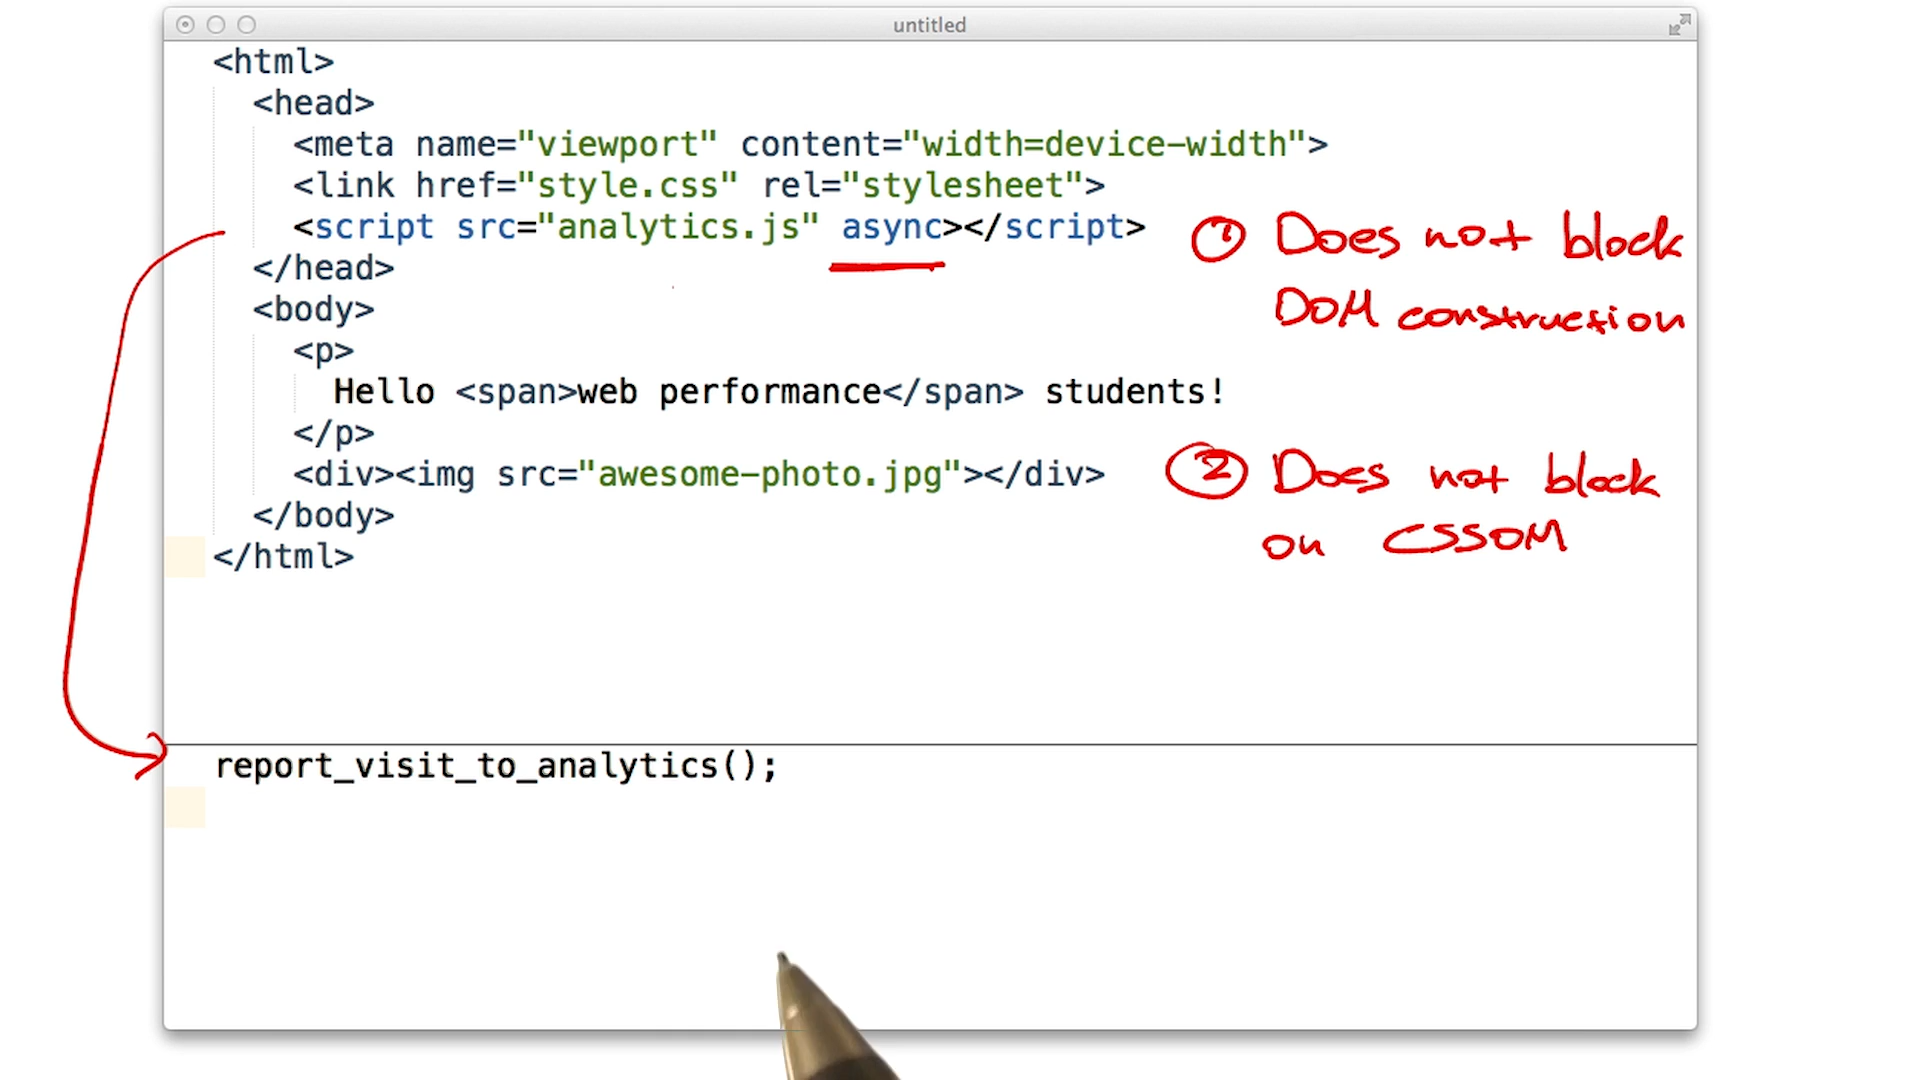 untitled
<html>
<head>
<meta name="viewport" content="width=device-width">
<link href="style.css" rel="stylesheet">
<script src="analytics.js" async></script>
① Does not block
DOM construction
</head>
<body>
<p>
Hello <span>web performance</span> students!
</p>
<div><img src="awesome-photo.jpg"></div>
② Does not block
on CSSOM
</body>
</html>
report_visit_to_analytics();